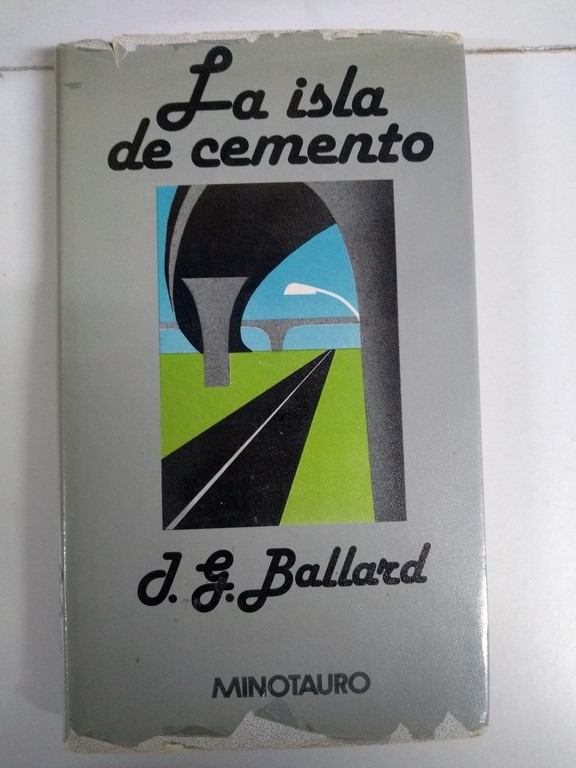 La isla
de cemento
J. G. Ballard
MINOTAURO